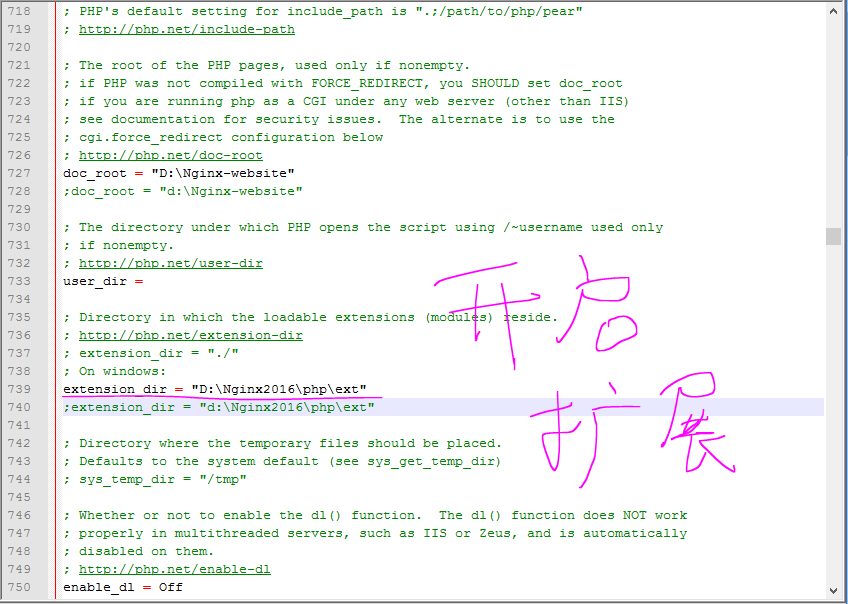 718 ; PHP's default setting for include_path is ".;/path/to/php/pear"
719 ; http://php.net/include-path
720
721 ; The root of the PHP pages, used only if nonempty.
722 ; if PHP was not compiled with FORCE_REDIRECT, you SHOULD set doc_root
723 ; if you are running php as a CGI under any web server (other than IIS)
724 ; see documentation for security issues.  The alternate is to use the
725 ; cgi.force_redirect configuration below
726 ; http://php.net/doc-root
727 doc_root = "D:\Nginx-website"
728 ;doc_root = "d:\Nginx-website"
729
730 ; The directory under which PHP opens the script using /~username used only
731 ; if nonempty.
732 ; http://php.net/user-dir
733 user_dir =
734
735 ; Directory in which the loadable extensions (modules) reside.
736 ; http://php.net/extension-dir
737 ; extension_dir = "./"
738 ; On windows:
739 extension_dir = "D:\Nginx2016\php\ext"
740 ;extension_dir = "d:\Nginx2016\php\ext"
741
742 ; Directory where the temporary files should be placed.
743 ; Defaults to the system default (see sys_get_temp_dir)
744 ; sys_temp_dir = "/tmp"
745
746 ; Whether or not to enable the dl() function.  The dl() function does NOT work
747 ; properly in multithreaded servers, such as IIS or Zeus, and is automatically
748 ; disabled on them.
749 ; http://php.net/enable-dl
750 enable_dl = Off
开启
扩展